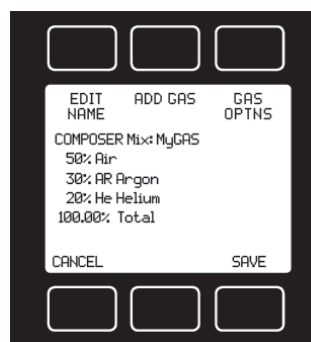 EDIT NAME ADD GAS GAS OPTNS
COMPOSER Mix: MyGAS
50% Air
30% AR Argon
20% He Helium
100.00% Total
CANCEL SAVE